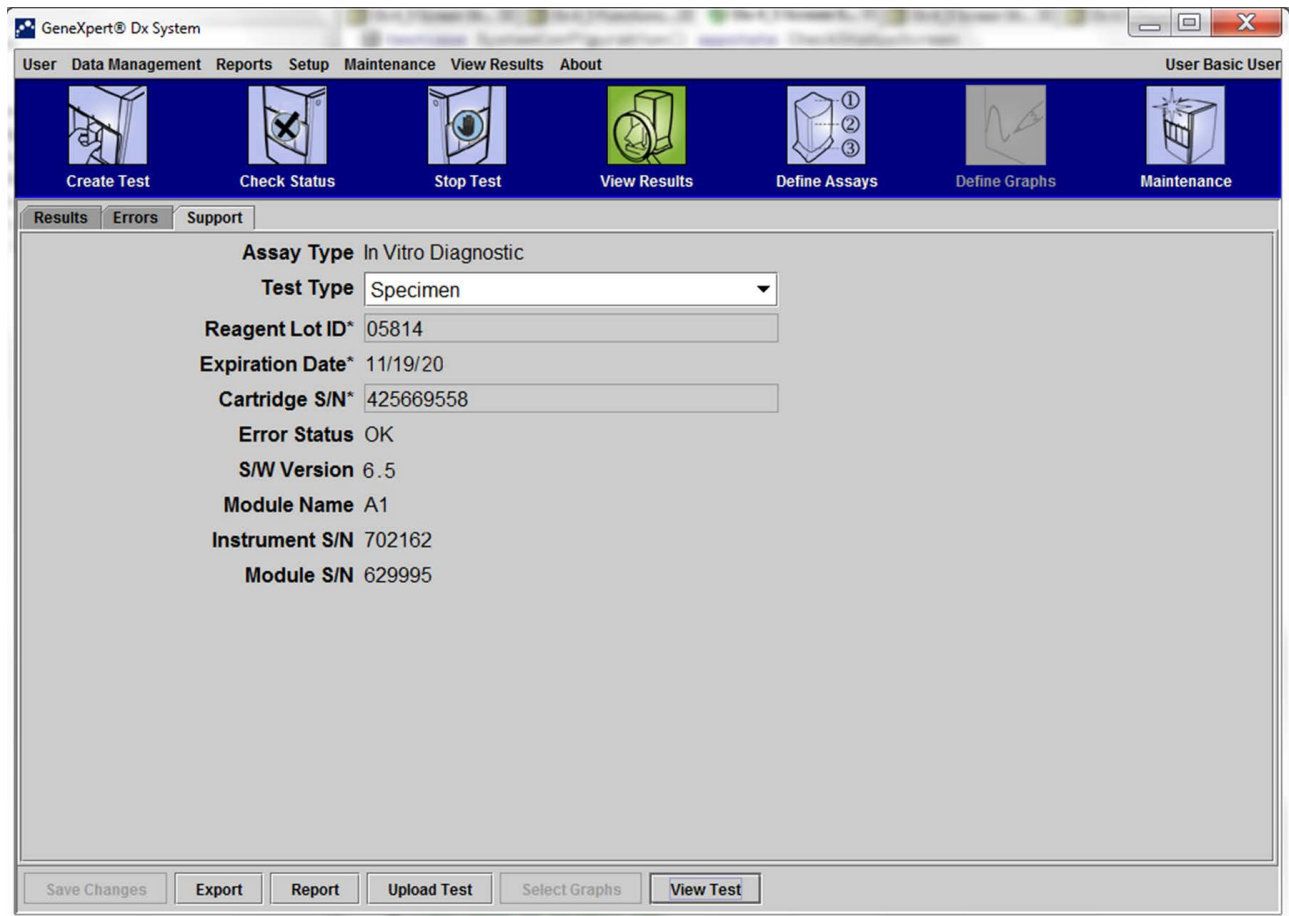 GeneXpert® Dx System
User Data Management Reports Setup Maintenance View Results About User Basic User
① ② ③
Create Test Check Status Stop Test View Results Define Assays Define Graphs Maintenance
Results Errors Support
Assay Type In Vitro Diagnostic
Test Type Specimen
Reagent Lot ID* 05814
Expiration Date* 11/19/20
Cartridge S/N* 425669558
Error Status OK
S/W Version 6.5
Module Name A1
Instrument S/N 702162
Module S/N 629995
Save Changes Export Report Upload Test Select Graphs View Test